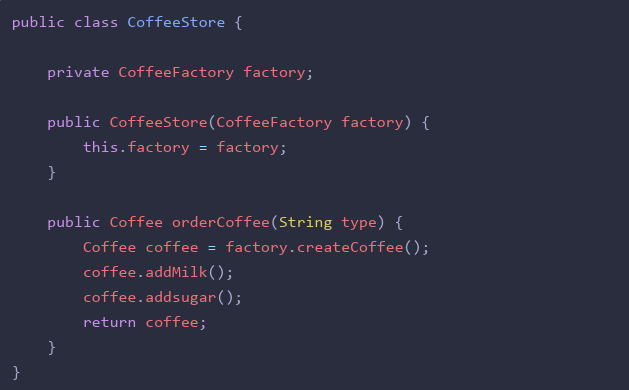 public class CoffeeStore {
    private CoffeeFactory factory;
    public CoffeeStore(CoffeeFactory factory) {
        this.factory = factory;
    }
    public Coffee orderCoffee(String type) {
        Coffee coffee = factory.createCoffee();
        coffee.addMilk();
        coffee.addsugar();
        return coffee;
    }
}